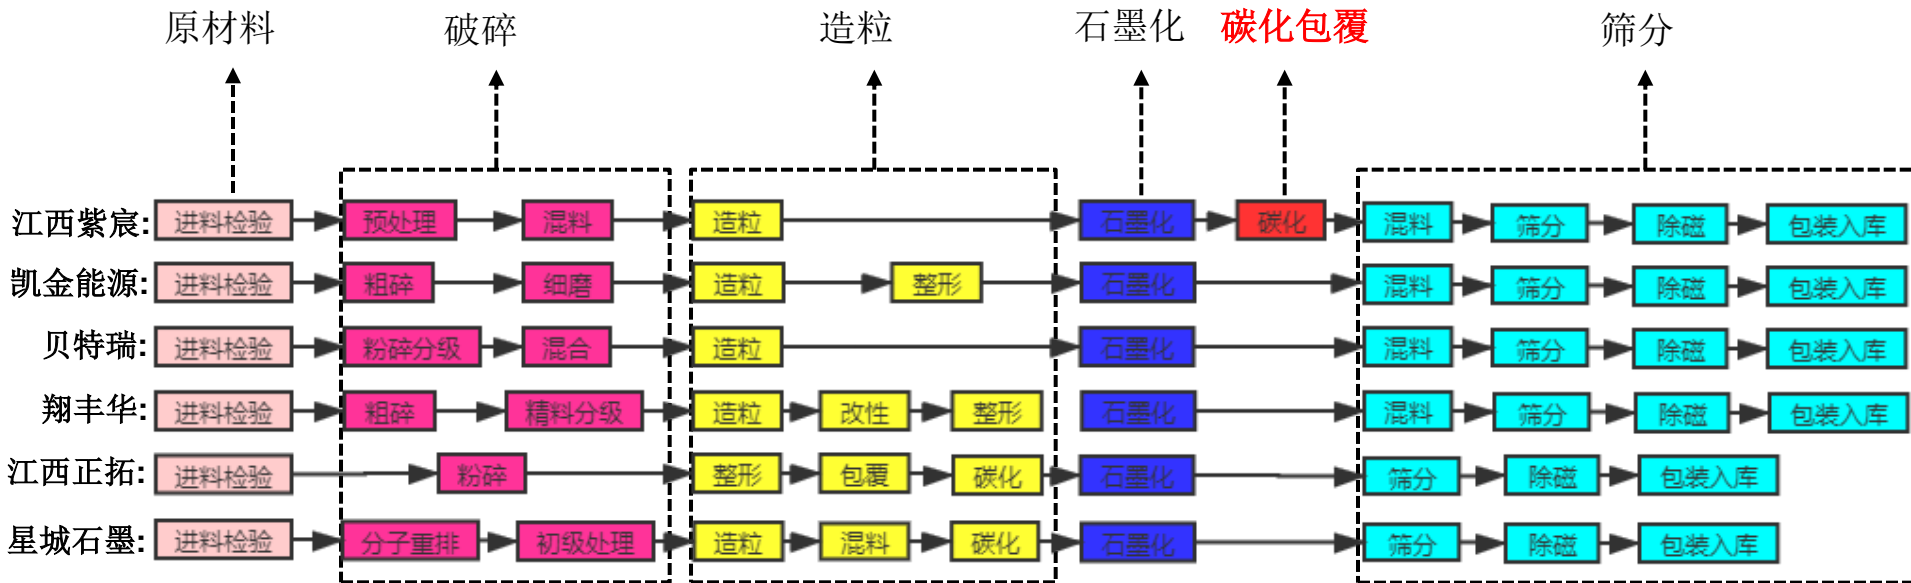 原材料 破碎 造粒 石墨化 碳化包覆 筛分
江西紫宸: 进料检验 预处理 混料 造粒 石墨化 碳化 混料 筛分 除磁 包装入库
凯金能源: 进料检验 粗碎 细磨 造粒 整形 石墨化 混料 筛分 除磁 包装入库
贝特瑞: 进料检验 粉碎分级 混合 造粒 石墨化 混料 筛分 除磁 包装入库
翔丰华: 进料检验 粗碎 精料分级 造粒 改性 整形 石墨化 混料 筛分 除磁 包装入库
江西正拓: 进料检验 粉碎 整形 包覆 碳化 石墨化 筛分 除磁 包装入库
星城石墨: 进料检验 分子重排 初级处理 造粒 混料 碳化 石墨化 筛分 除磁 包装入库